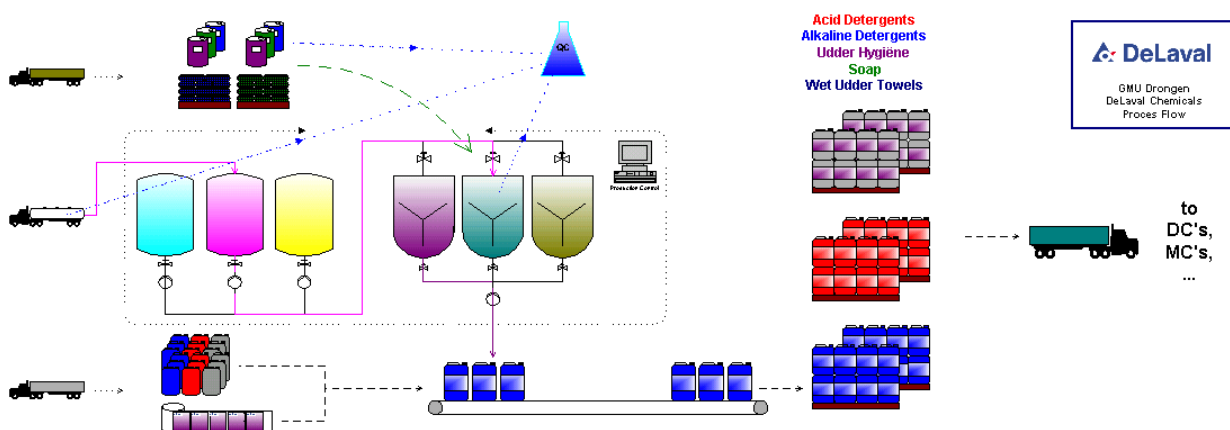 QC
Production Control
Acid Detergents
Alkaline Detergents
Udder Hygiëne
Soap
Wet Udder Towels
DeLaval
GMU Drongen
DeLaval Chemicals
Proces Flow
to
DC's,
MC's,
...